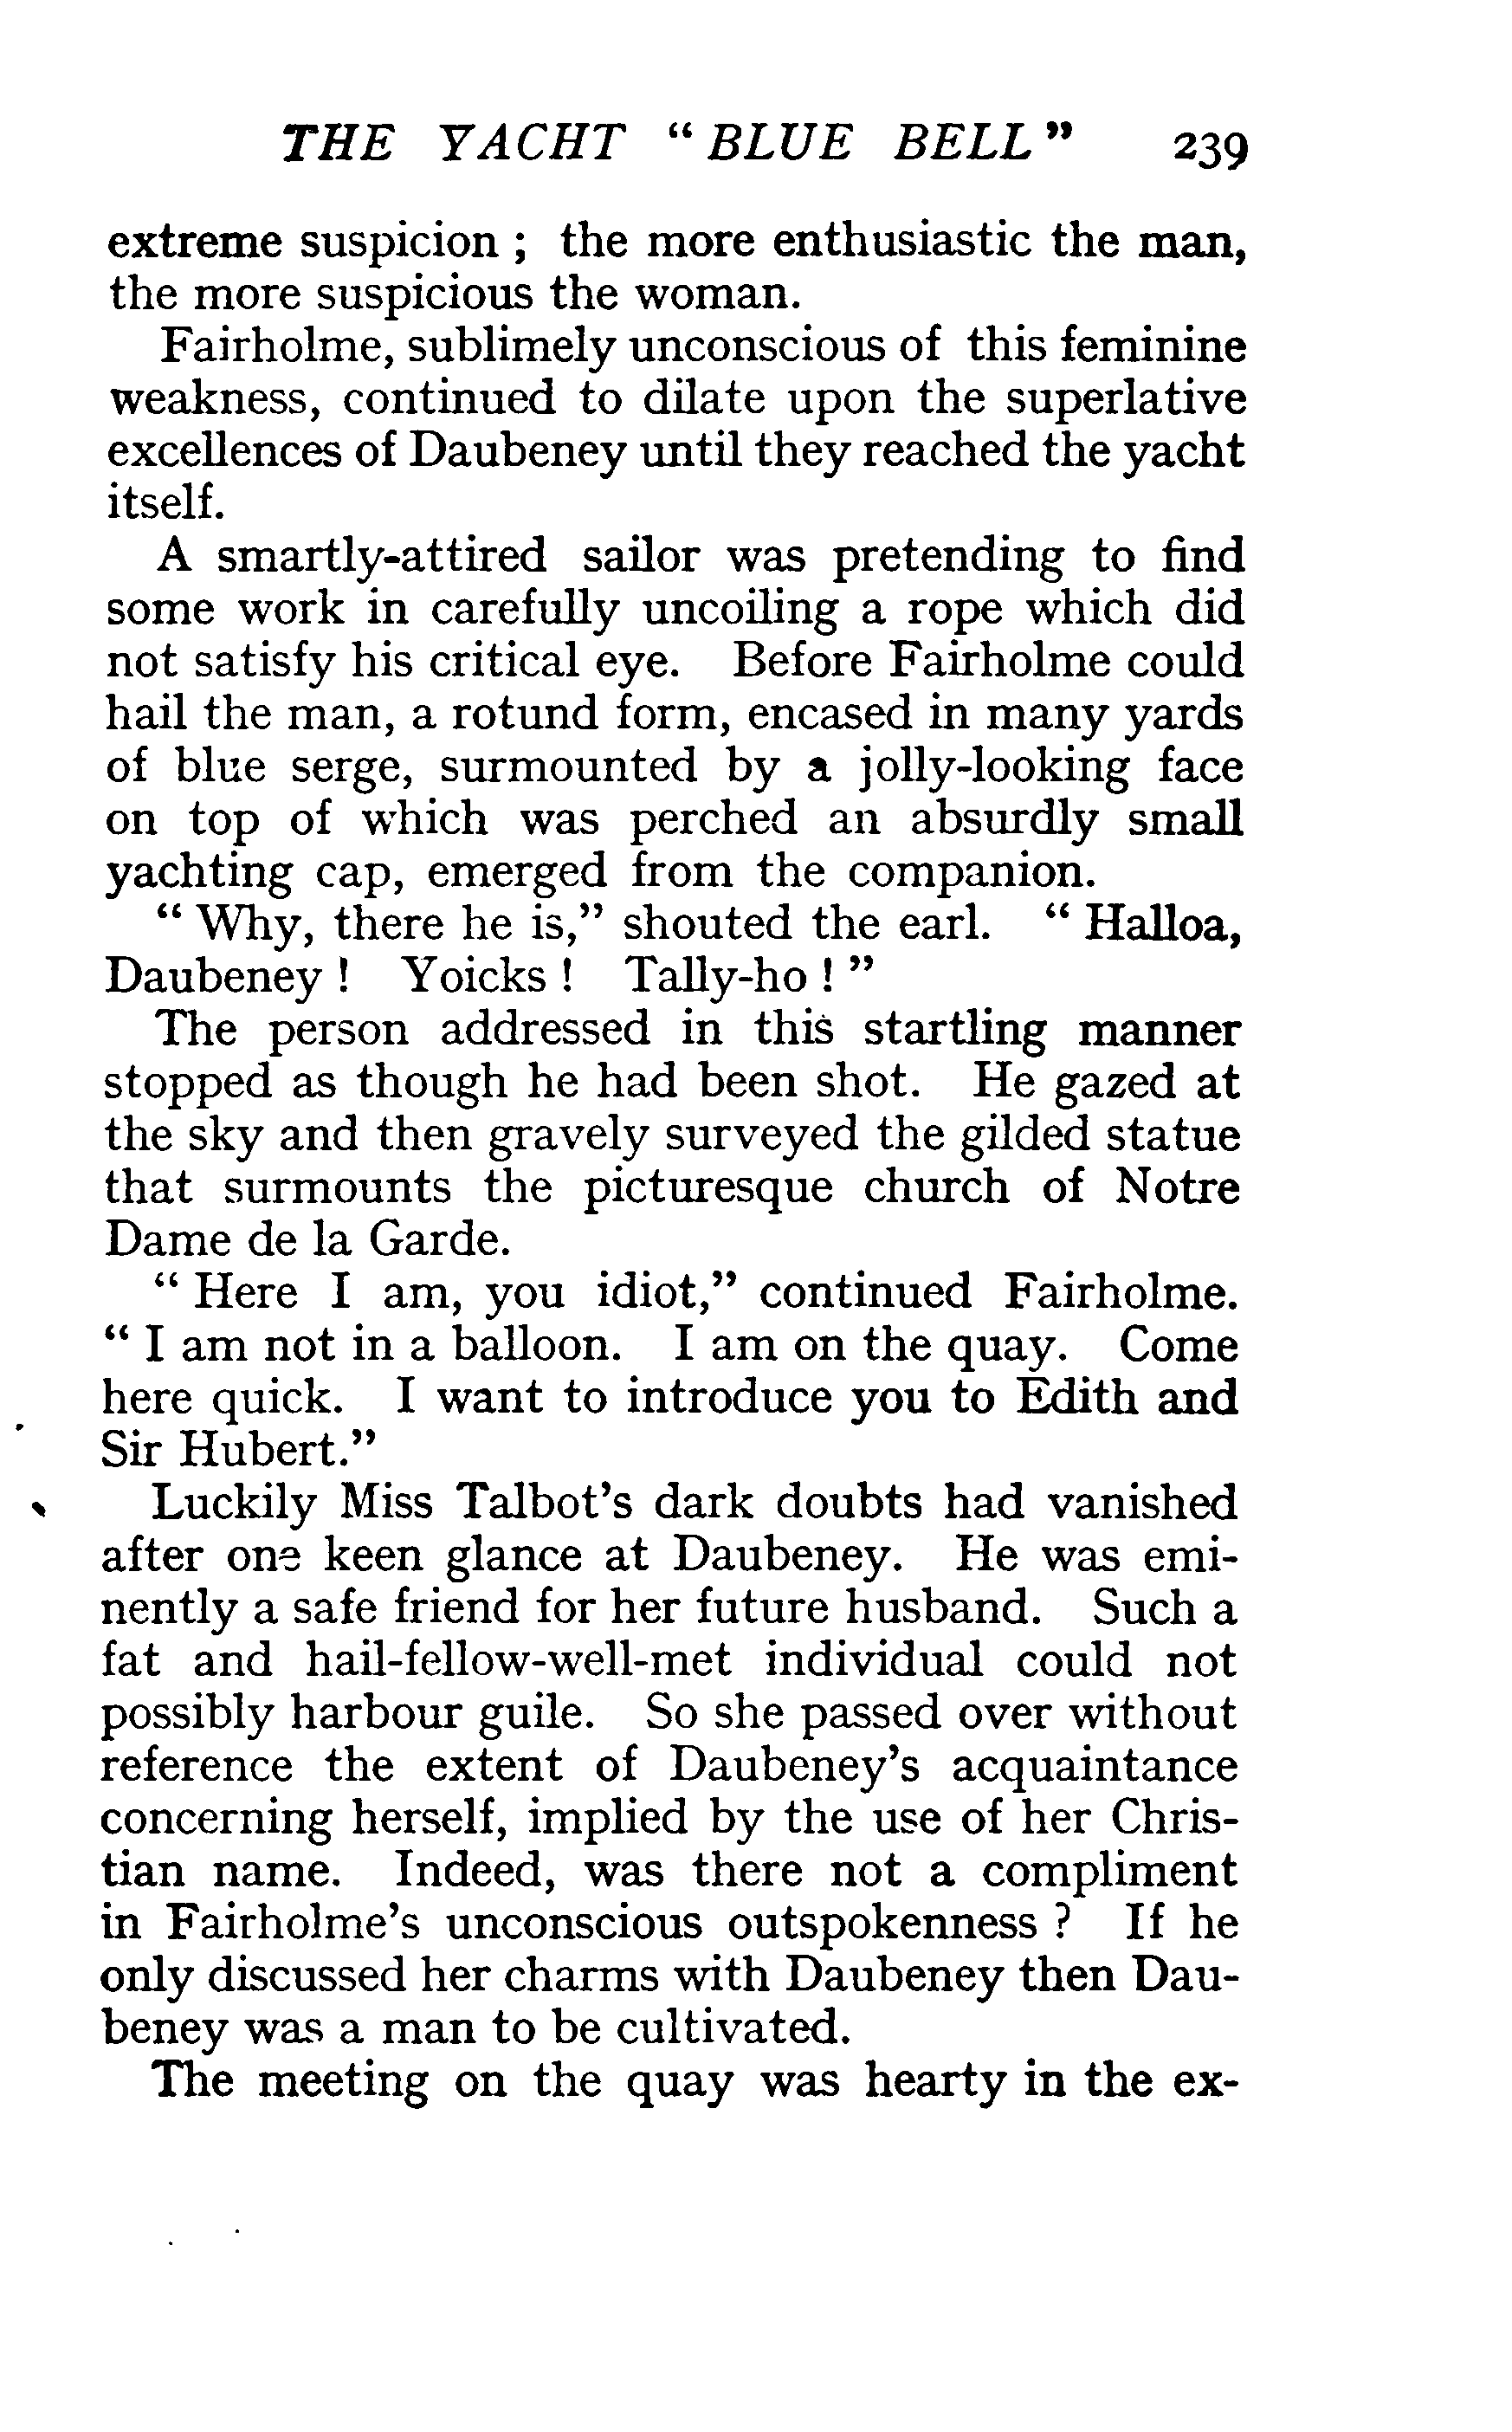 THE YACHT “BLUE BELL” 239
extreme suspicion ; the more enthusiastic the man,
the more suspicious the woman.
Fairholme, sublimely unconscious of this feminine
weakness, continued to dilate upon the superlative
excellences of Daubeney until they reached the yacht
itself.
A smartly-attired sailor was pretending to find
some work in carefully uncoiling a rope which did
not satisfy his critical eye. Before Fairholme could
hail the man, a rotund form, encased in many yards
of blue serge, surmounted by a jolly-looking face
on top of which was perched an absurdly small
yachting cap, emerged from the companion.
“ Why, there he is,” shouted the earl. “ Halloa,
Daubeney ! Yoicks ! Tally-ho ! ”
The person addressed in this startling manner
stopped as though he had been shot. He gazed at
the sky and then gravely surveyed the gilded statue
that surmounts the picturesque church of Notre
Dame de la Garde.
“ Here I am, you idiot,” continued Fairholme.
“ I am not in a balloon. I am on the quay. Come
here quick. I want to introduce you to Edith and
Sir Hubert.”
Luckily Miss Talbot’s dark doubts had vanished
after one keen glance at Daubeney. He was emi-
nently a safe friend for her future husband. Such a
fat and hail-fellow-well-met individual could not
possibly harbour guile. So she passed over without
reference the extent of Daubeney’s acquaintance
concerning herself, implied by the use of her Chris-
tian name. Indeed, was there not a compliment
in Fairholme’s unconscious outspokenness ? If he
only discussed her charms with Daubeney then Dau-
beney was a man to be cultivated.
The meeting on the quay was hearty in the ex-